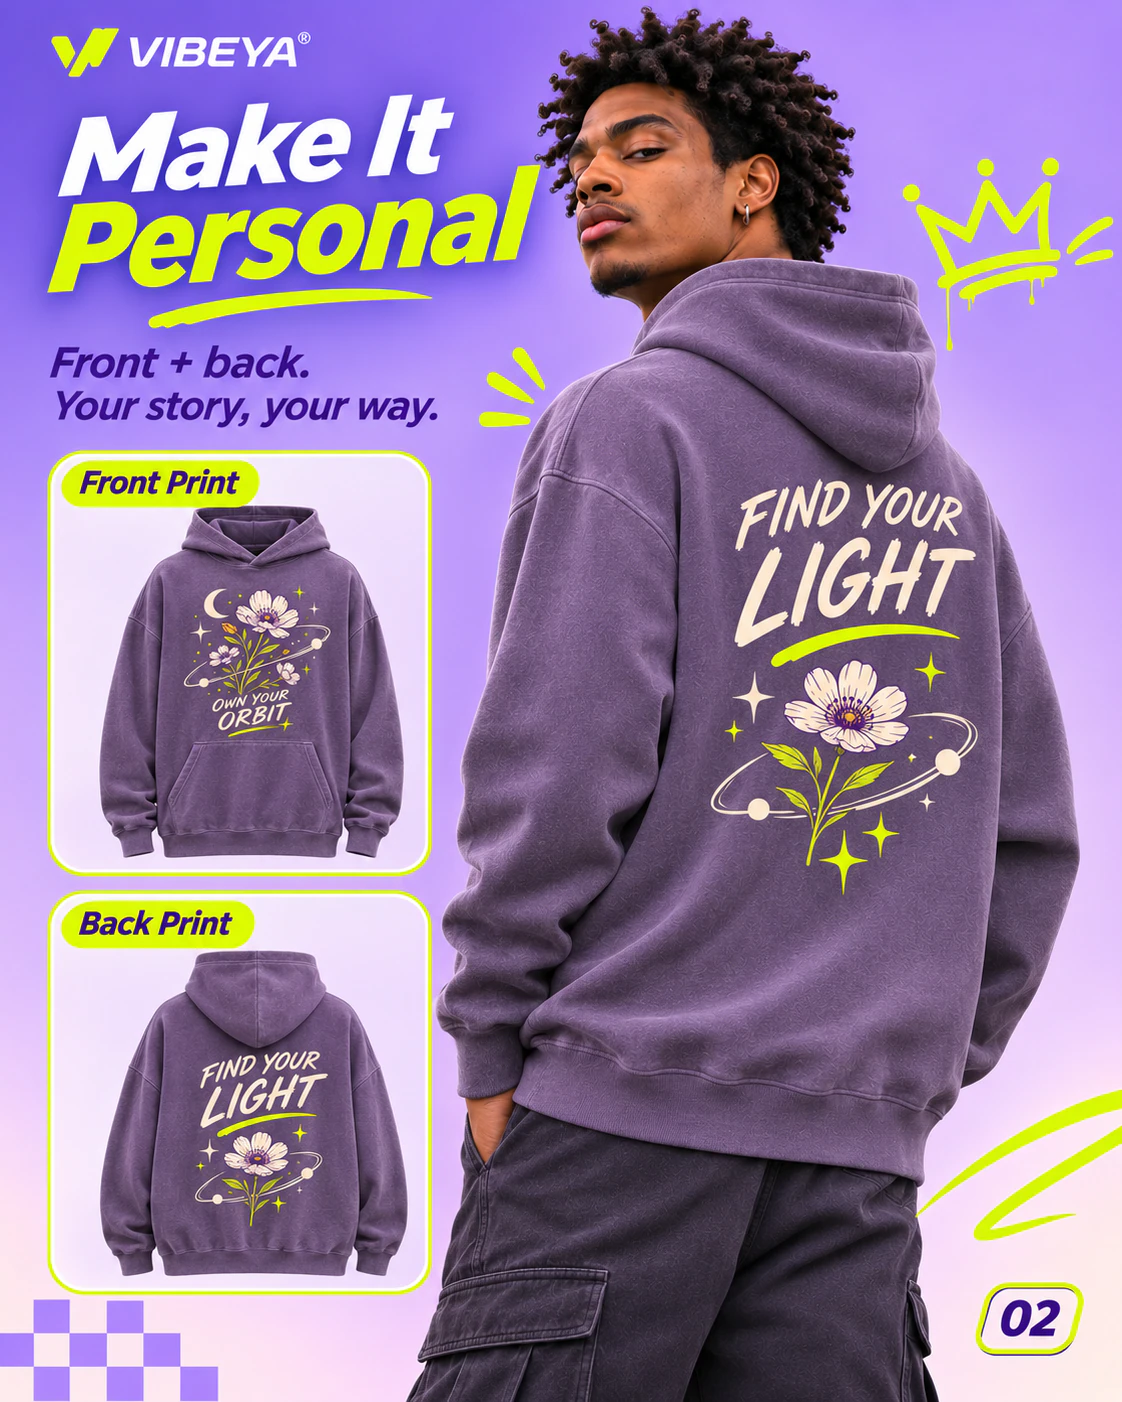 VIBEYA®
Make It
Personal
Front + back.
Your story, your way.
Front Print
OWN YOUR
ORBIT
Back Print
FIND YOUR
LIGHT
FIND YOUR
LIGHT
02